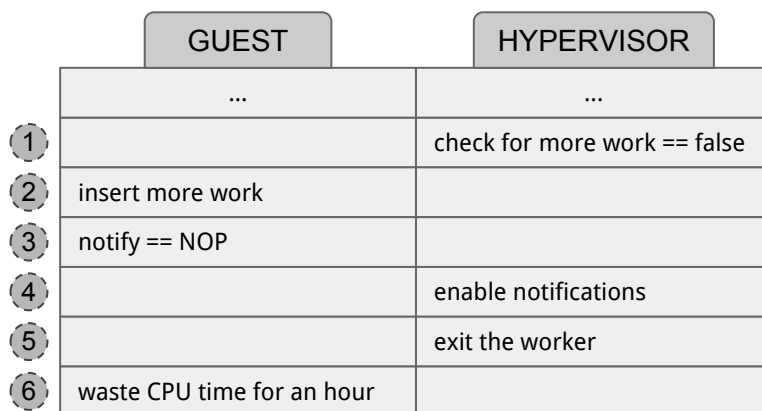 GUEST HYPERVISOR
... ...
1 check for more work == false
2 insert more work
3 notify == NOP
4 enable notifications
5 exit the worker
6 waste CPU time for an hour